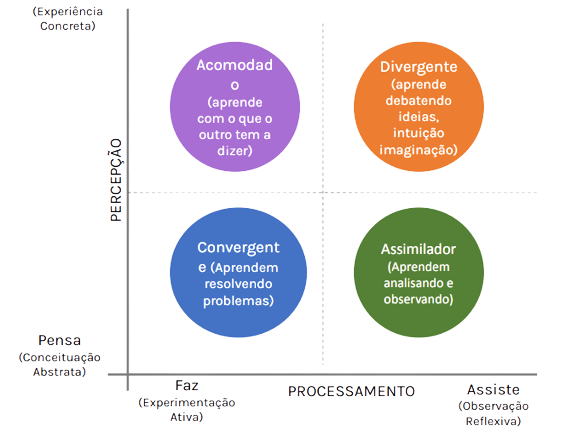 (Experiência
Concreta)
Acomodad
o
(aprende
com o que o
outro tem a
dizer)
Divergente
(aprende
debatendo
ideias,
intuição
imaginação)
PERCEPÇÃO
Convergent
e (Aprendem
resolvendo
problemas)
Assimilador
(Aprendem
analisando e
observando)
Pensa
(Conceituação
Abstrata)
Faz
(Experimentação
Ativa)
PROCESSAMENTO
Assiste
(Observação
Reflexiva)